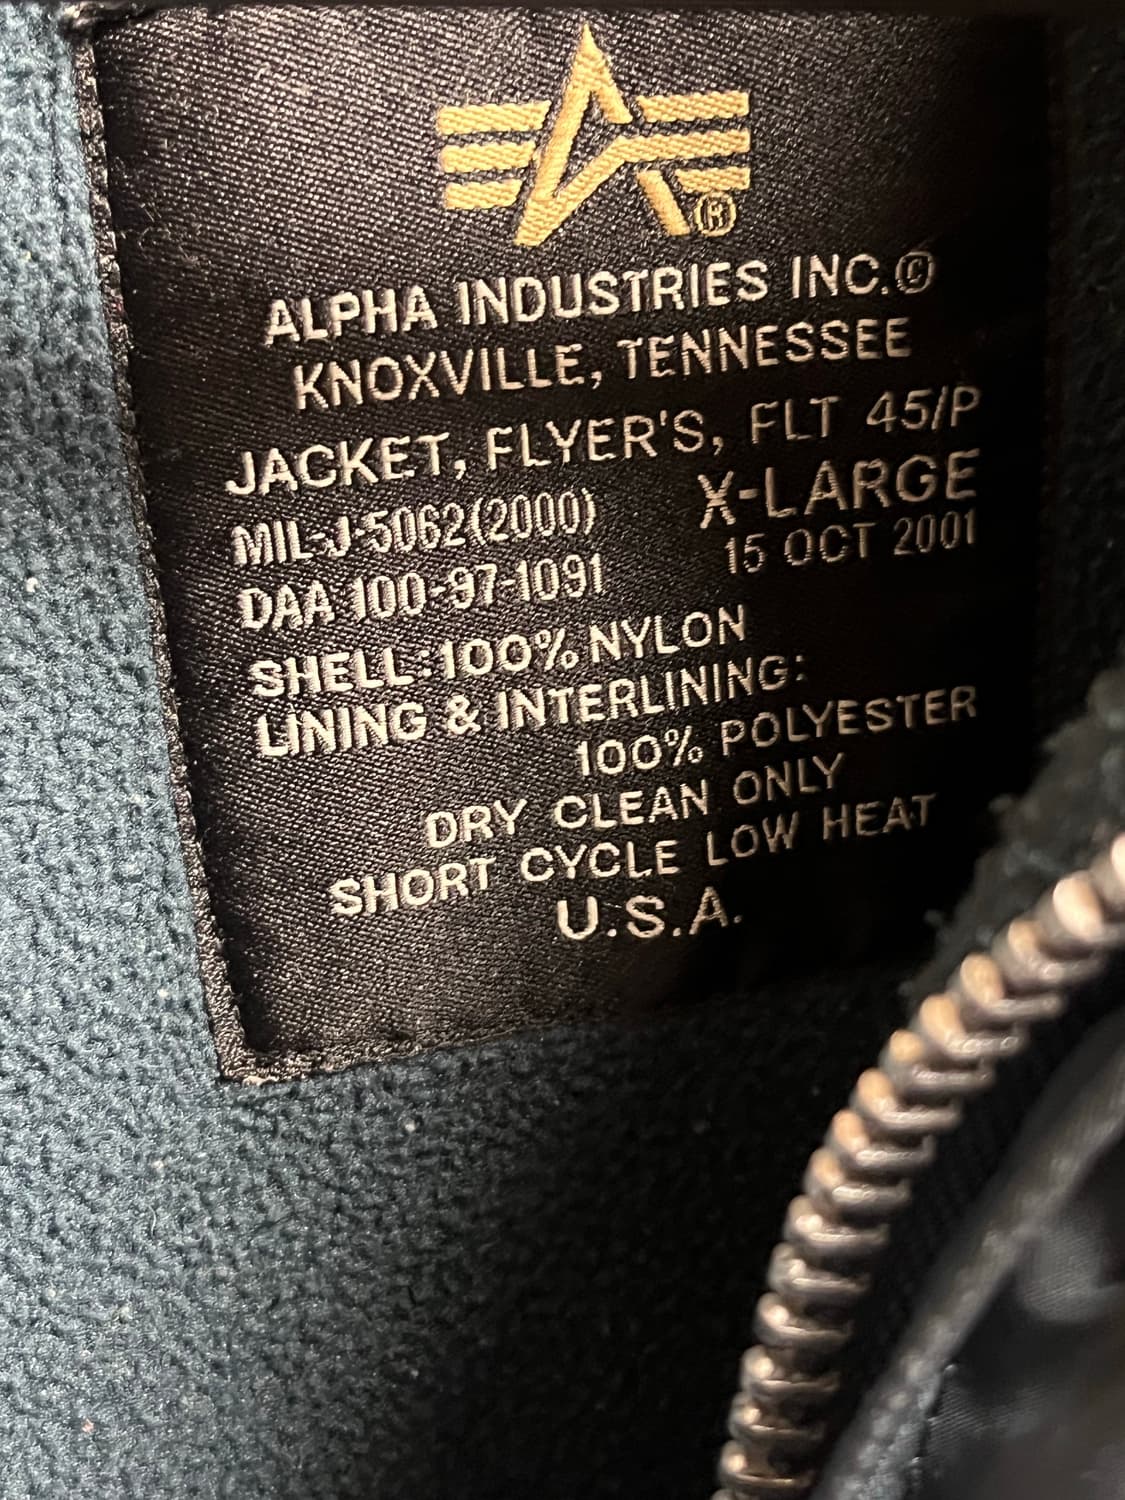 ®
ALPHA INDUSTRIES INC.©
KNOXVILLE, TENNESSEE
JACKET, FLYER'S, FLT 45/P
MIL-J-5062(2000) X-LARGE
DAA 100-97-1091 15 OCT 2001
SHELL:100% NYLON
LINING & INTERLINING:
100% POLYESTER
DRY CLEAN ONLY
SHORT CYCLE LOW HEAT
U.S.A.